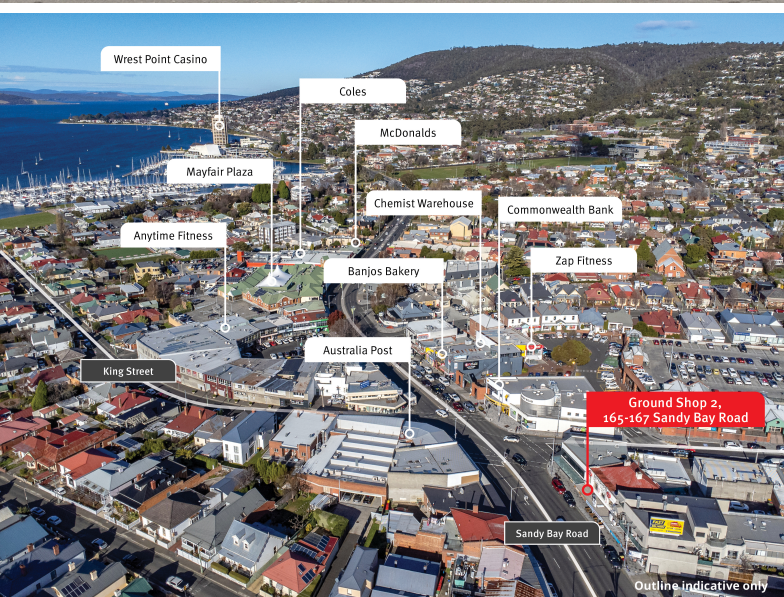 Wrest Point Casino
Coles
McDonalds
Mayfair Plaza
Chemist Warehouse
Commonwealth Bank
Anytime Fitness
Zap Fitness
Banjos Bakery
Australia Post
King Street
Ground Shop 2,
165-167 Sandy Bay Road
Sandy Bay Road
Outline indicative only